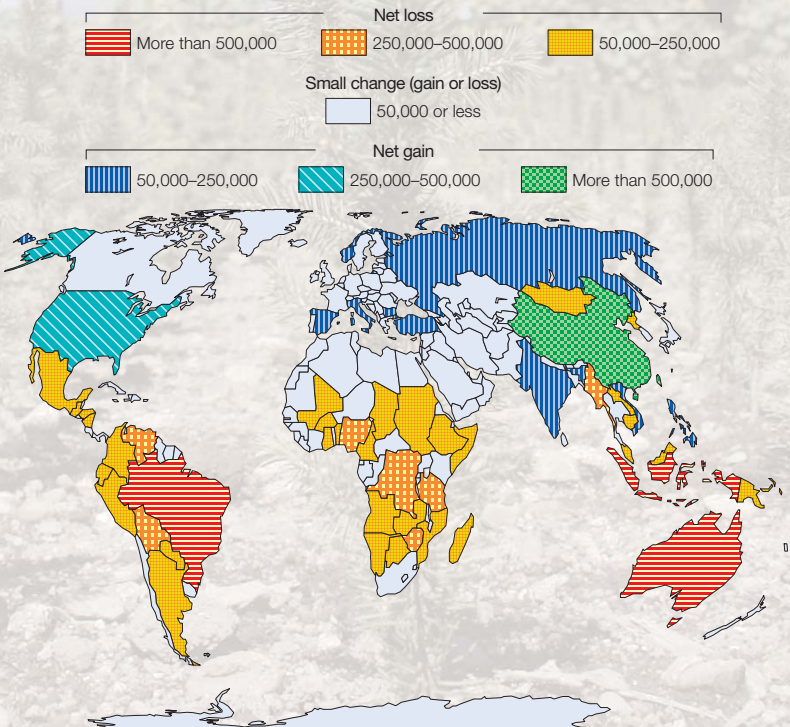 Net loss
More than 500,000 250,000–500,000 50,000–250,000
Small change (gain or loss)
50,000 or less
Net gain
50,000–250,000 250,000–500,000 More than 500,000